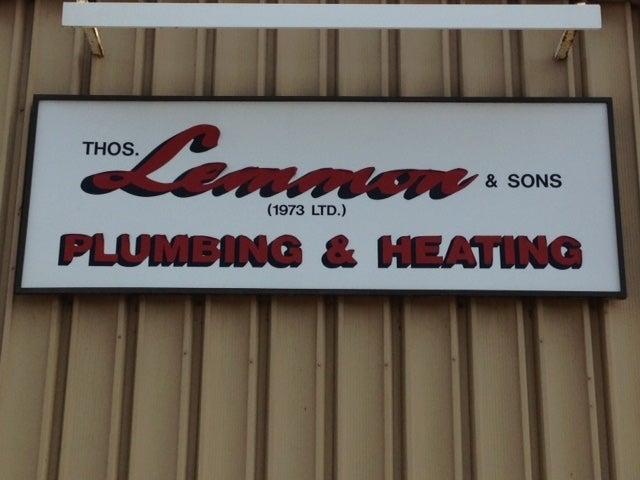 THOS. Lemmon & SONS
(1973 LTD.)
PLUMBING & HEATING